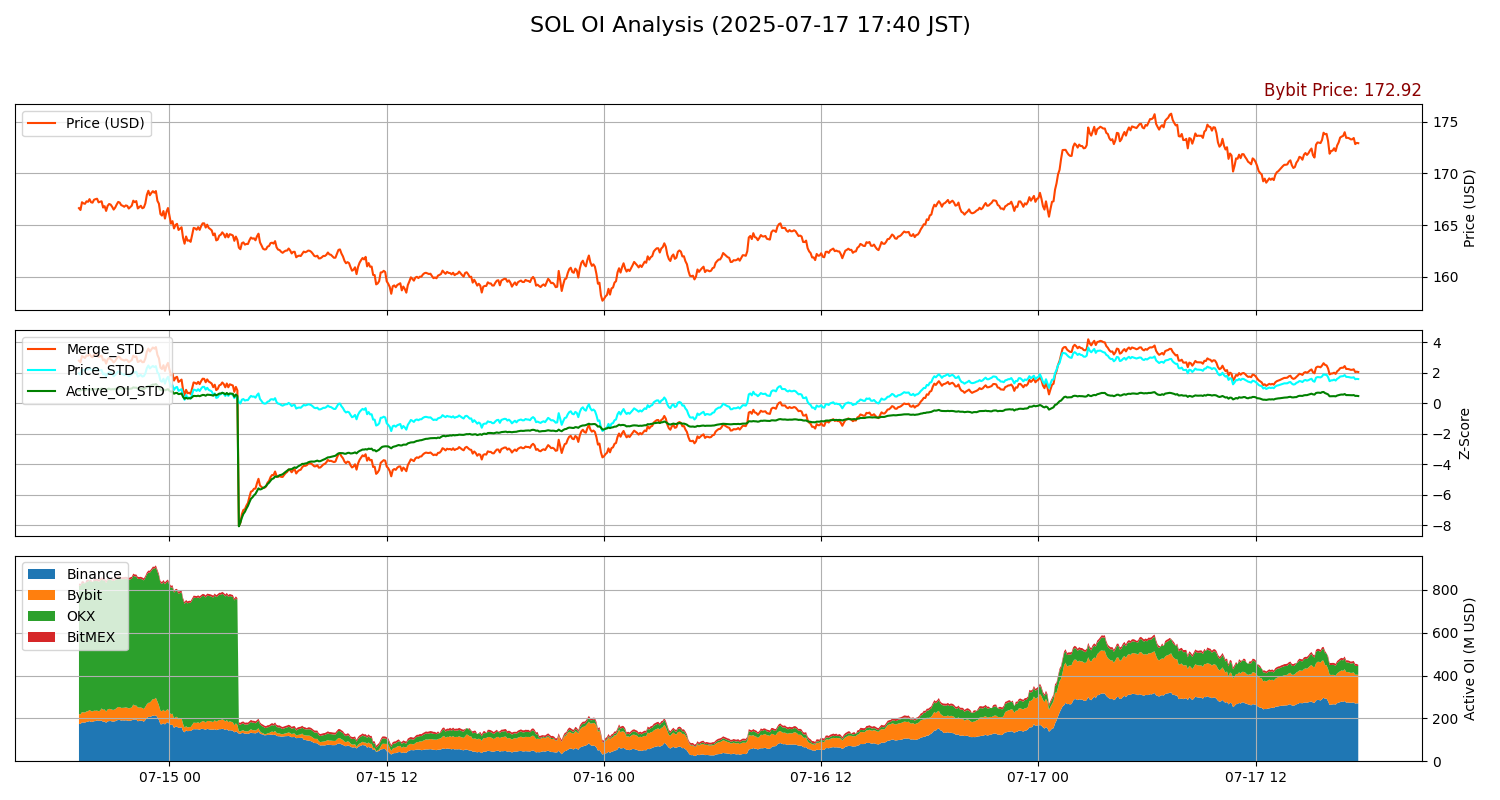 SOL OI Analysis (2025-07-17 17:40 JST)
Bybit Price: 172.92
Price (USD)
175
170
165
160
Price (USD)
Merge_STD
Price_STD
Active_OI_STD
4
2
0
−2
−4
−6
−8
Z-Score
Binance
Bybit
OKX
BitMEX
800
600
400
200
0
Active OI (M USD)
07-15 00
07-15 12
07-16 00
07-16 12
07-17 00
07-17 12